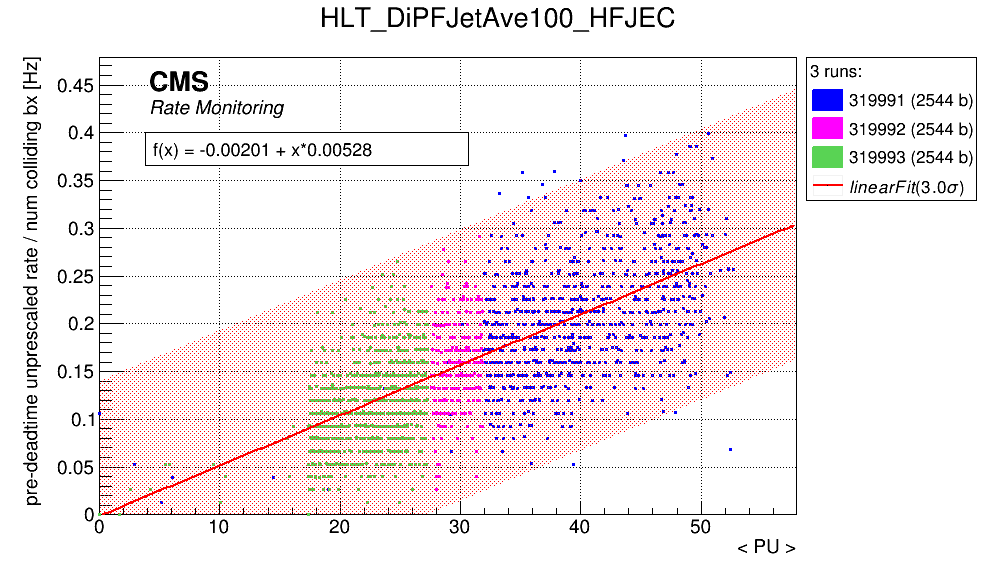 HLT_DiPFJetAve100_HFJEC
pre-deadtime unprescaled rate / num colliding bx [Hz]
CMS
Rate Monitoring
f(x) = -0.00201 + x*0.00528
0.45
0.4
0.35
0.3
0.25
0.2
0.15
0.1
0.05
0
0 10 20 30 40 50
< PU >
3 runs:
319991 (2544 b)
319992 (2544 b)
319993 (2544 b)
linearFit(3.0σ)